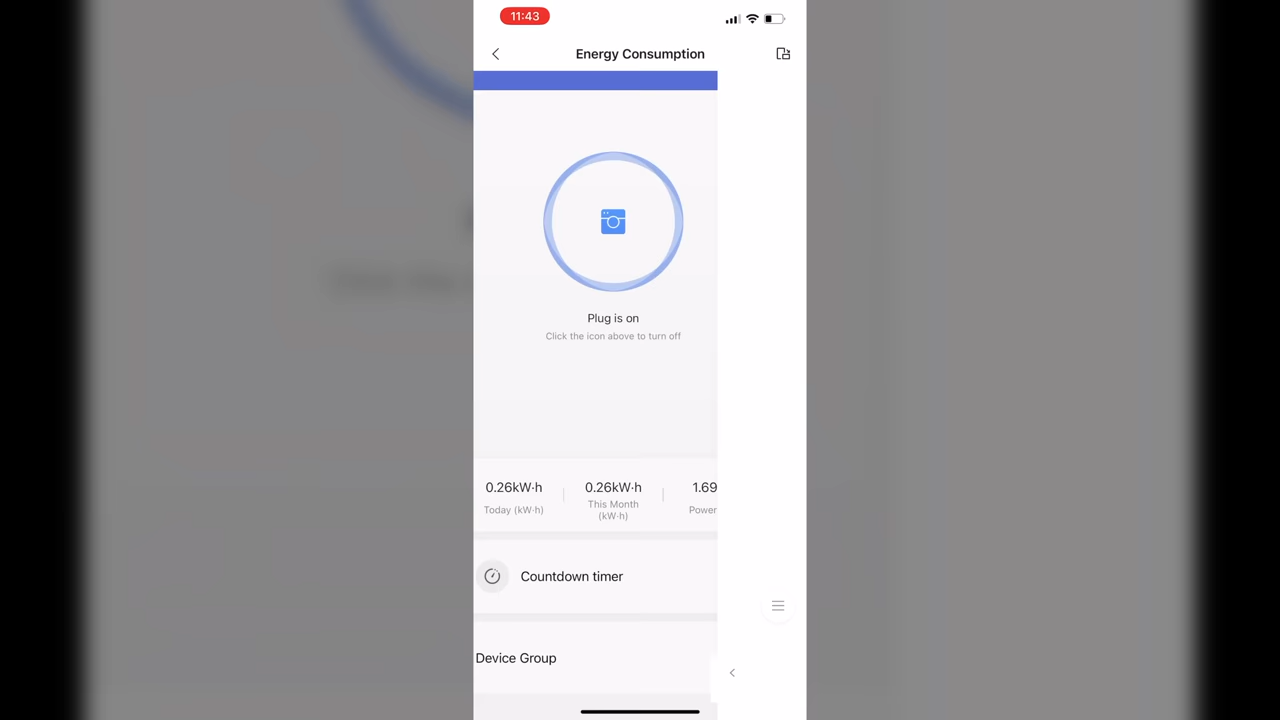 11:43
Energy Consumption
Plug is on
Click the icon above to turn off
0.26kW·h
0.26kW·h
1.69
Today (kW·h)
This Month
(kW·h)
Power
Countdown timer
Device Group